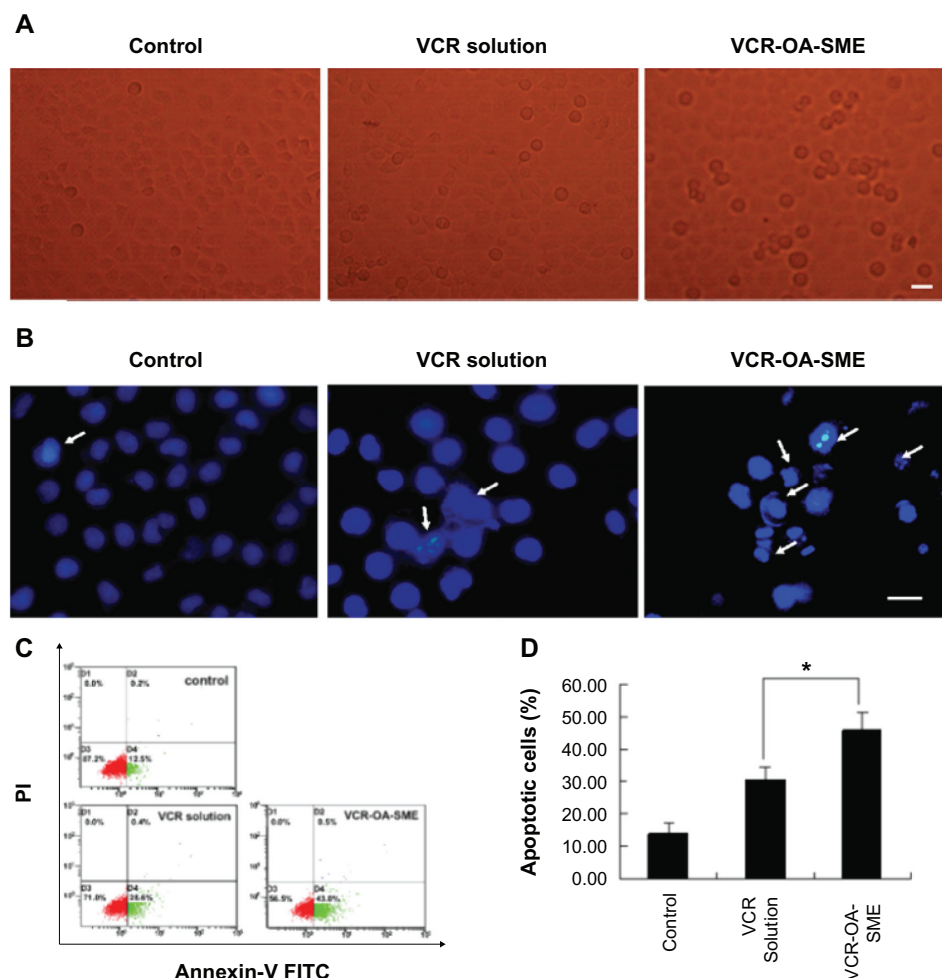 A
Control
VCR solution
VCR-OA-SME
B
Control
VCR solution
VCR-OA-SME
C
D1
0.0%
D2
0.2%
control
D3
87.2%
D4
12.5%
D1
0.0%
D2
0.4%
VCR solution
D3
71.0%
D4
28.6%
D1
0.0%
D2
0.5%
VCR-OA-SME
D3
56.5%
D4
43.0%
PI
Annexin-V FITC
D
*
Apoptotic cells (%)
60.00
50.00
40.00
30.00
20.00
10.00
0.00
Control
VCR
Solution
VCR-OA-
SME